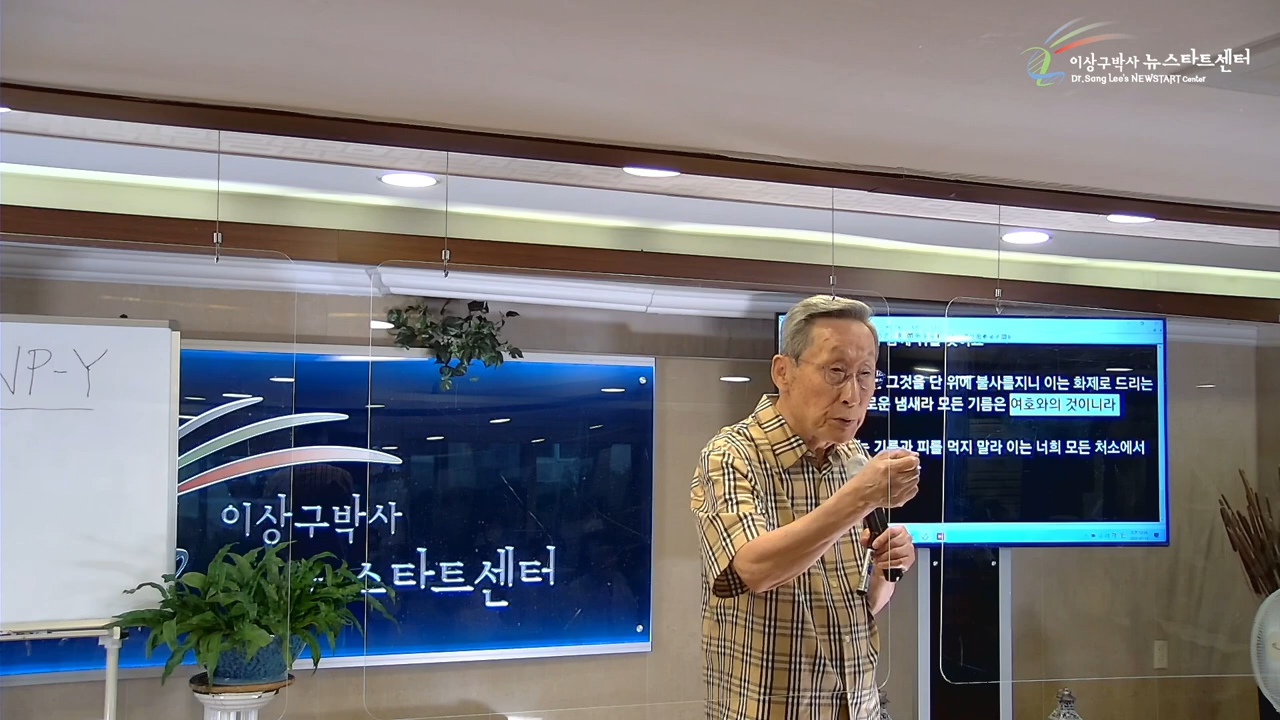 이상구박사 뉴스타트센터
Dr. Sang Lee's NEWSTART Center
NP-Y
그것을 단 위에 불사를지니 이는 화제로 드리는
로운 냄새라 모든 기름은 여호와의 것이니라
기름과 피를 먹지 말라 이는 너희 모든 처소에서
이상구박사
스타트센터